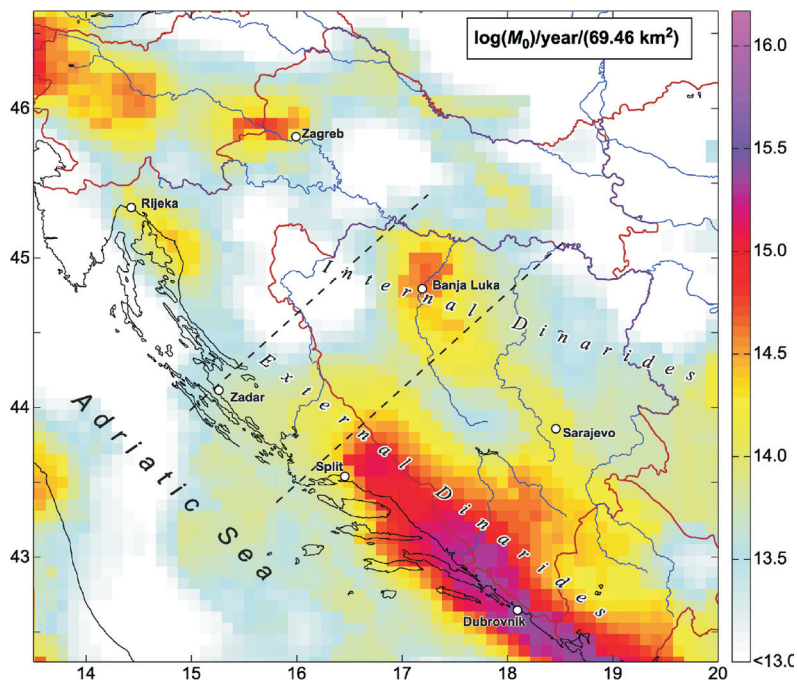 log(M₀)/year/(69.46 km²)
16.0
46
Zagreb
15.5
Rijeka
45
15.0
Internal Dinarides
Banja Luka
14.5
External Dinarides
Zadar
44
Adriatic Sea
Sarajevo
14.0
Split
43
13.5
Dubrovnik
<13.0
14
15
16
17
18
19
20